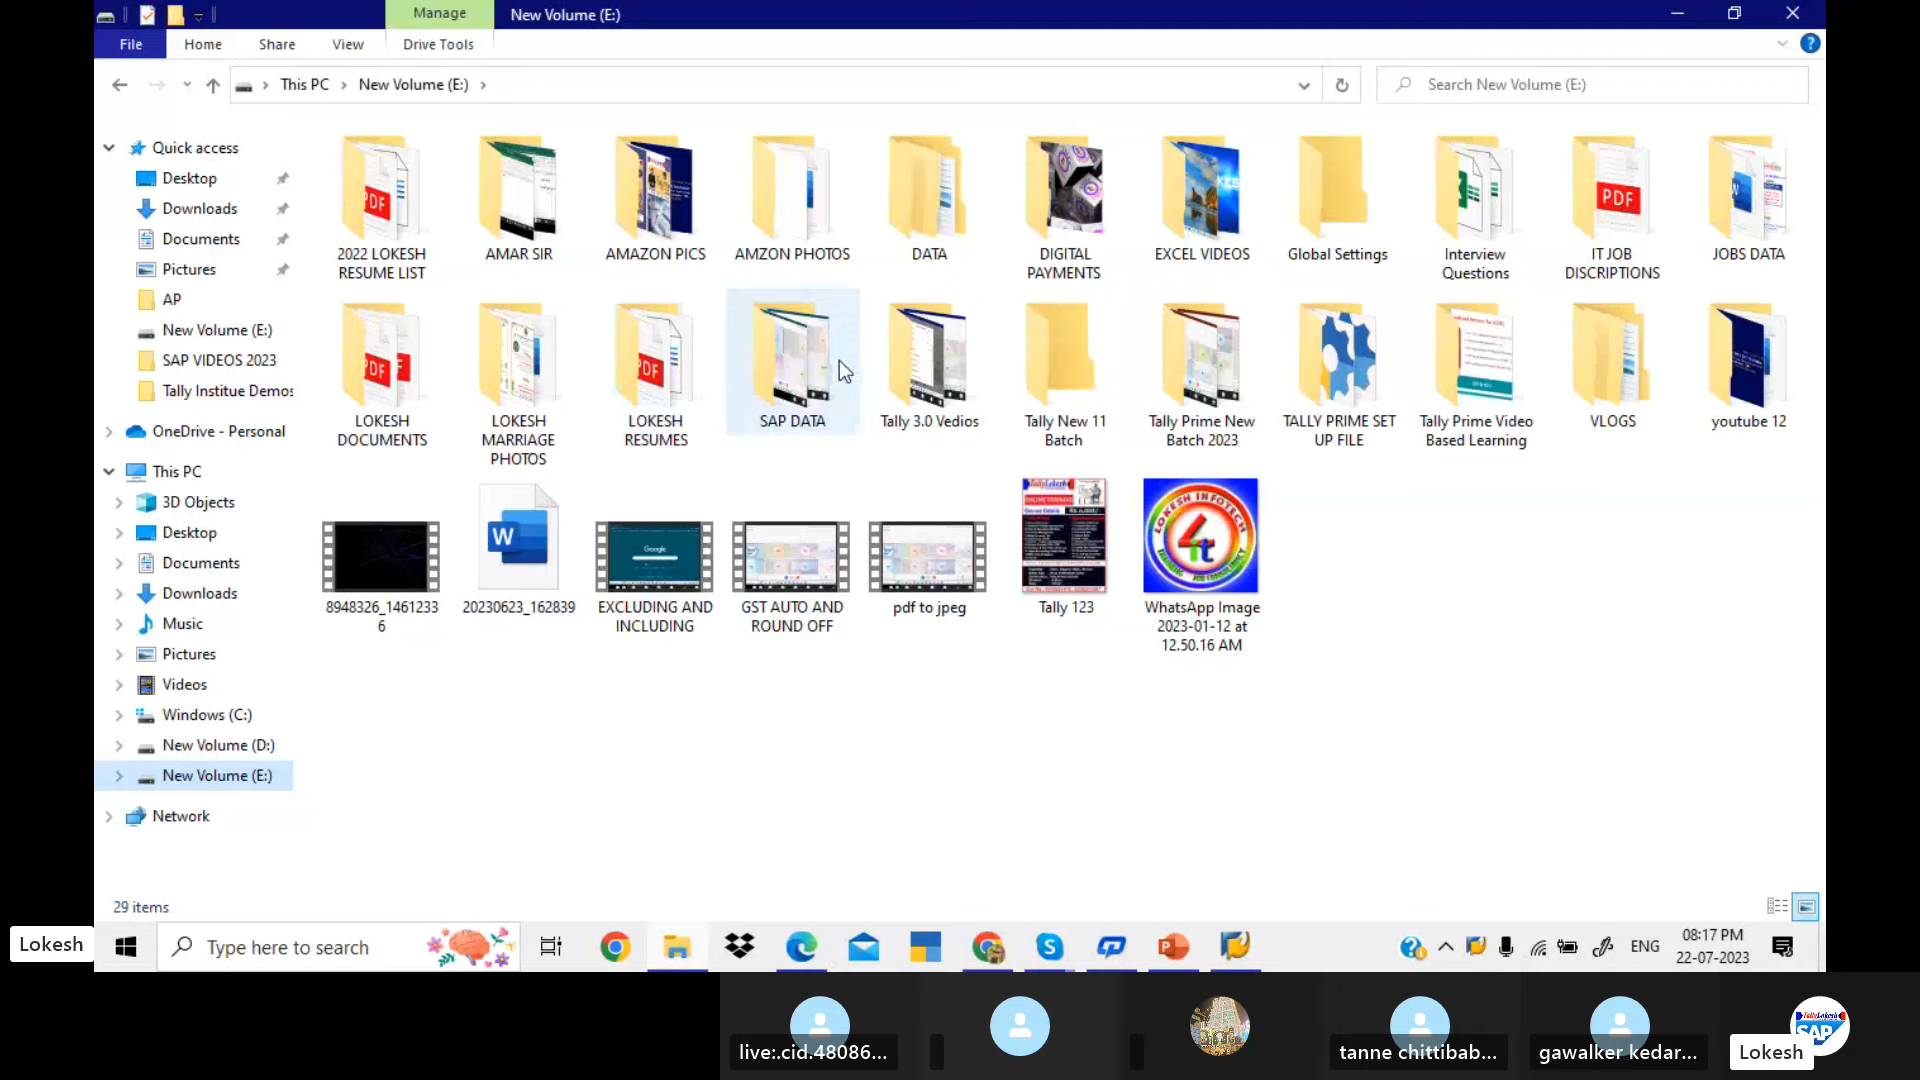 Manage
New Volume (E:)
File
Home
Share
View
Drive Tools
This PC
New Volume (E:)
Search New Volume (E:)
Quick access
Desktop
Downloads
Documents
Pictures
AP
New Volume (E:)
SAP VIDEOS 2023
Tally Institue Demos
OneDrive - Personal
This PC
3D Objects
Desktop
Documents
Downloads
Music
Pictures
Videos
Windows (C:)
New Volume (D:)
New Volume (E:)
Network
2022 LOKESH
RESUME LIST
AMAR SIR
AMAZON PICS
AMZON PHOTOS
DATA
DIGITAL
PAYMENTS
EXCEL VIDEOS
Global Settings
Interview
Questions
IT JOB
DISCRIPTIONS
JOBS DATA
LOKESH
DOCUMENTS
LOKESH
MARRIAGE
PHOTOS
LOKESH
RESUMES
SAP DATA
Tally 3.0 Vedios
Tally New 11
Batch
Tally Prime New
Batch 2023
TALLY PRIME SET
UP FILE
Tally Prime Video
Based Learning
VLOGS
youtube 12
8948326_1461233
6
20230623_162839
EXCLUDING AND
INCLUDING
GST AUTO AND
ROUND OFF
pdf to jpeg
Tally 123
WhatsApp Image
2023-01-12 at
12.50.16 AM
29 items
Lokesh
Type here to search
ENG
08:17 PM
22-07-2023
live:.cid.48086...
tanne chittibab...
gawalker kedar...
Lokesh